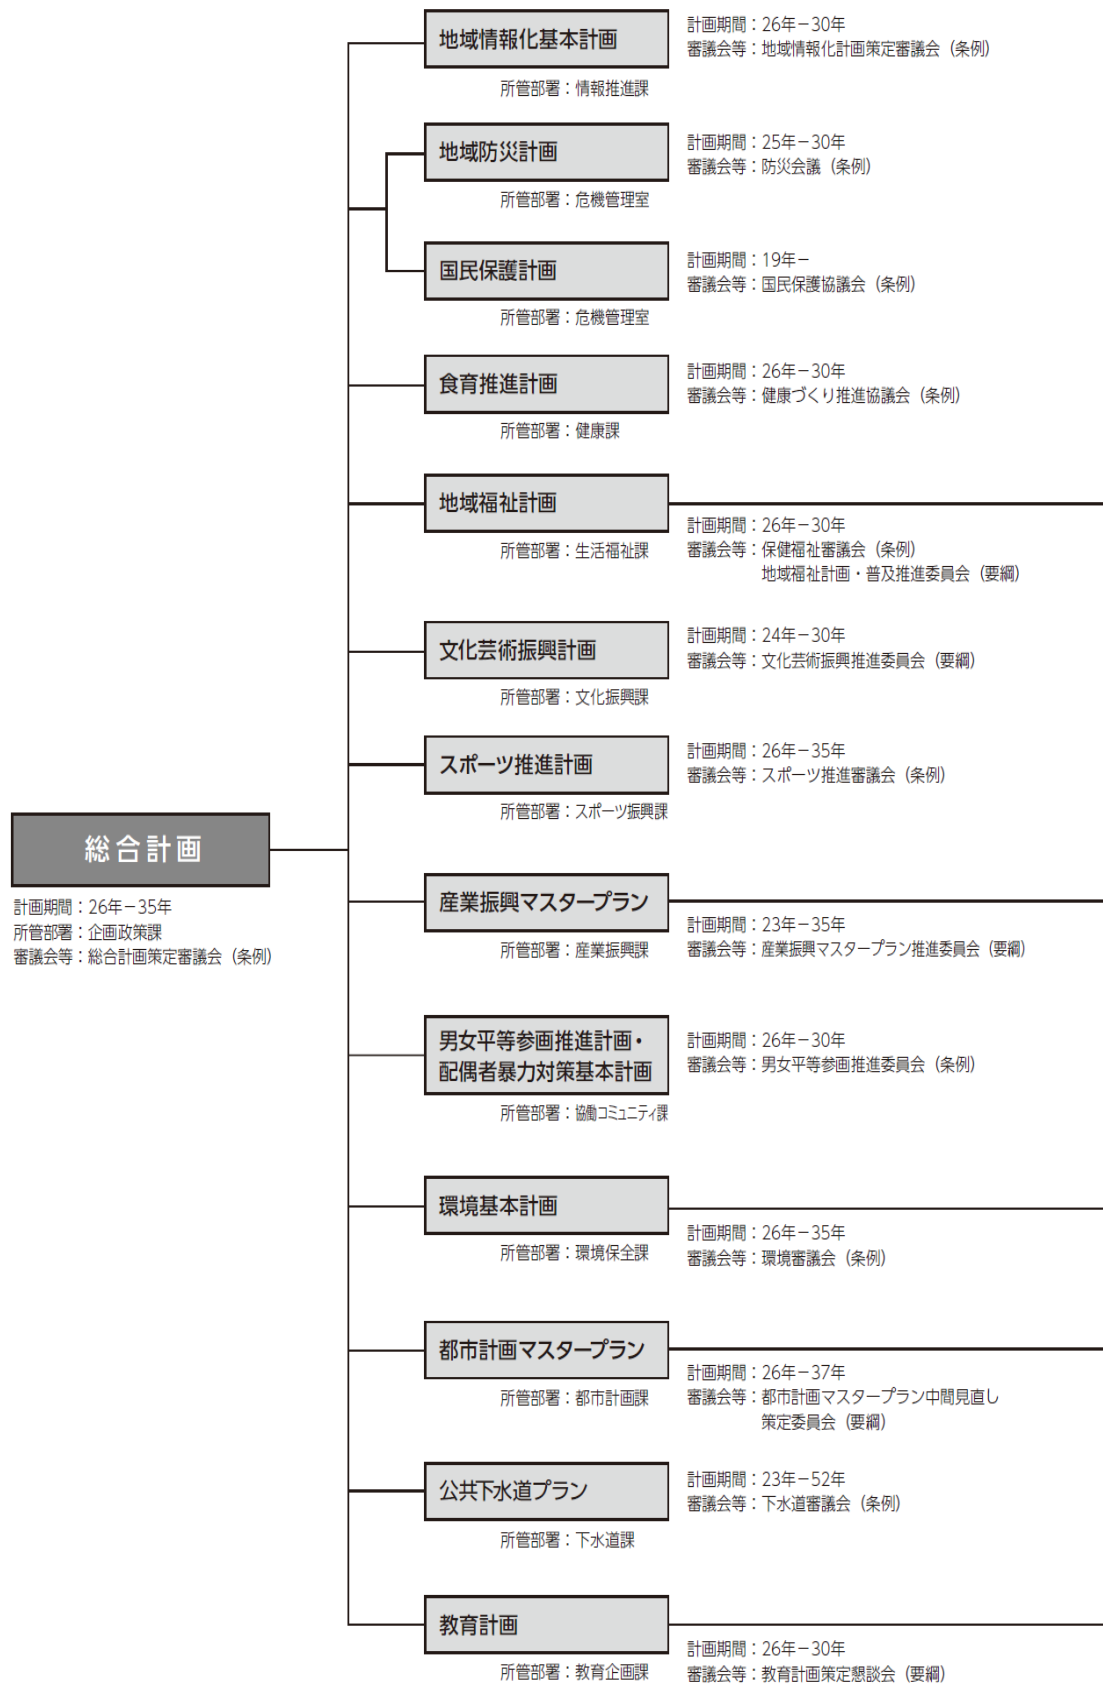 地域情報化基本計画
計画期間：26年－30年
審議会等：地域情報化計画策定審議会（条例）
所管部署：情報推進課
地域防災計画
計画期間：25年－30年
審議会等：防災会議（条例）
所管部署：危機管理室
国民保護計画
計画期間：19年－
審議会等：国民保護協議会（条例）
所管部署：危機管理室
食育推進計画
計画期間：26年－30年
審議会等：健康づくり推進協議会（条例）
所管部署：健康課
地域福祉計画
所管部署：生活福祉課
計画期間：26年－30年
審議会等：保健福祉審議会（条例）
地域福祉計画・普及推進委員会（要綱）
文化芸術振興計画
計画期間：24年－30年
審議会等：文化芸術振興推進委員会（要綱）
所管部署：文化振興課
スポーツ推進計画
計画期間：26年－35年
審議会等：スポーツ推進審議会（条例）
所管部署：スポーツ振興課
総合計画
計画期間：26年－35年
所管部署：企画政策課
審議会等：総合計画策定審議会（条例）
産業振興マスタープラン
所管部署：産業振興課
計画期間：23年－35年
審議会等：産業振興マスタープラン推進委員会（要綱）
男女平等参画推進計画・
配偶者暴力対策基本計画
計画期間：26年－30年
審議会等：男女平等参画推進委員会（条例）
所管部署：協働コミュニティ課
環境基本計画
所管部署：環境保全課
計画期間：26年－35年
審議会等：環境審議会（条例）
都市計画マスタープラン
所管部署：都市計画課
計画期間：26年－37年
審議会等：都市計画マスタープラン中間見直し
策定委員会（要綱）
公共下水道プラン
計画期間：23年－52年
審議会等：下水道審議会（条例）
所管部署：下水道課
教育計画
所管部署：教育企画課
計画期間：26年－30年
審議会等：教育計画策定懇談会（要綱）